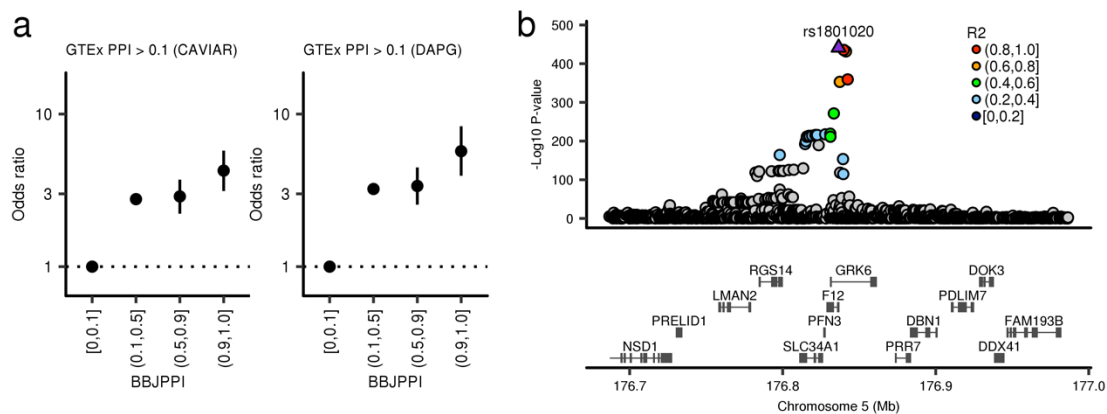 a
GTEx PPI > 0.1 (CAVIAR)
Odds ratio
10
3
1
[0,0.1]
(0.1,0.5]
(0.5,0.9]
(0.9,1.0]
BBJPPI
GTEx PPI > 0.1 (DAPG)
Odds ratio
10
3
1
[0,0.1]
(0.1,0.5]
(0.5,0.9]
(0.9,1.0]
BBJPPI
b
-Log10 P-value
500
400
300
200
100
0
rs1801020
R2
(0.8,1.0]
(0.6,0.8]
(0.4,0.6]
(0.2,0.4]
[0,0.2]
RGS14 GRK6 DOK3
LMAN2 F12 PDLIM7
PRELID1 PFN3 DBN1 FAM193B
NSD1 SLC34A1 PRR7 DDX41
176.7 176.8 176.9 177.0
Chromosome 5 (Mb)